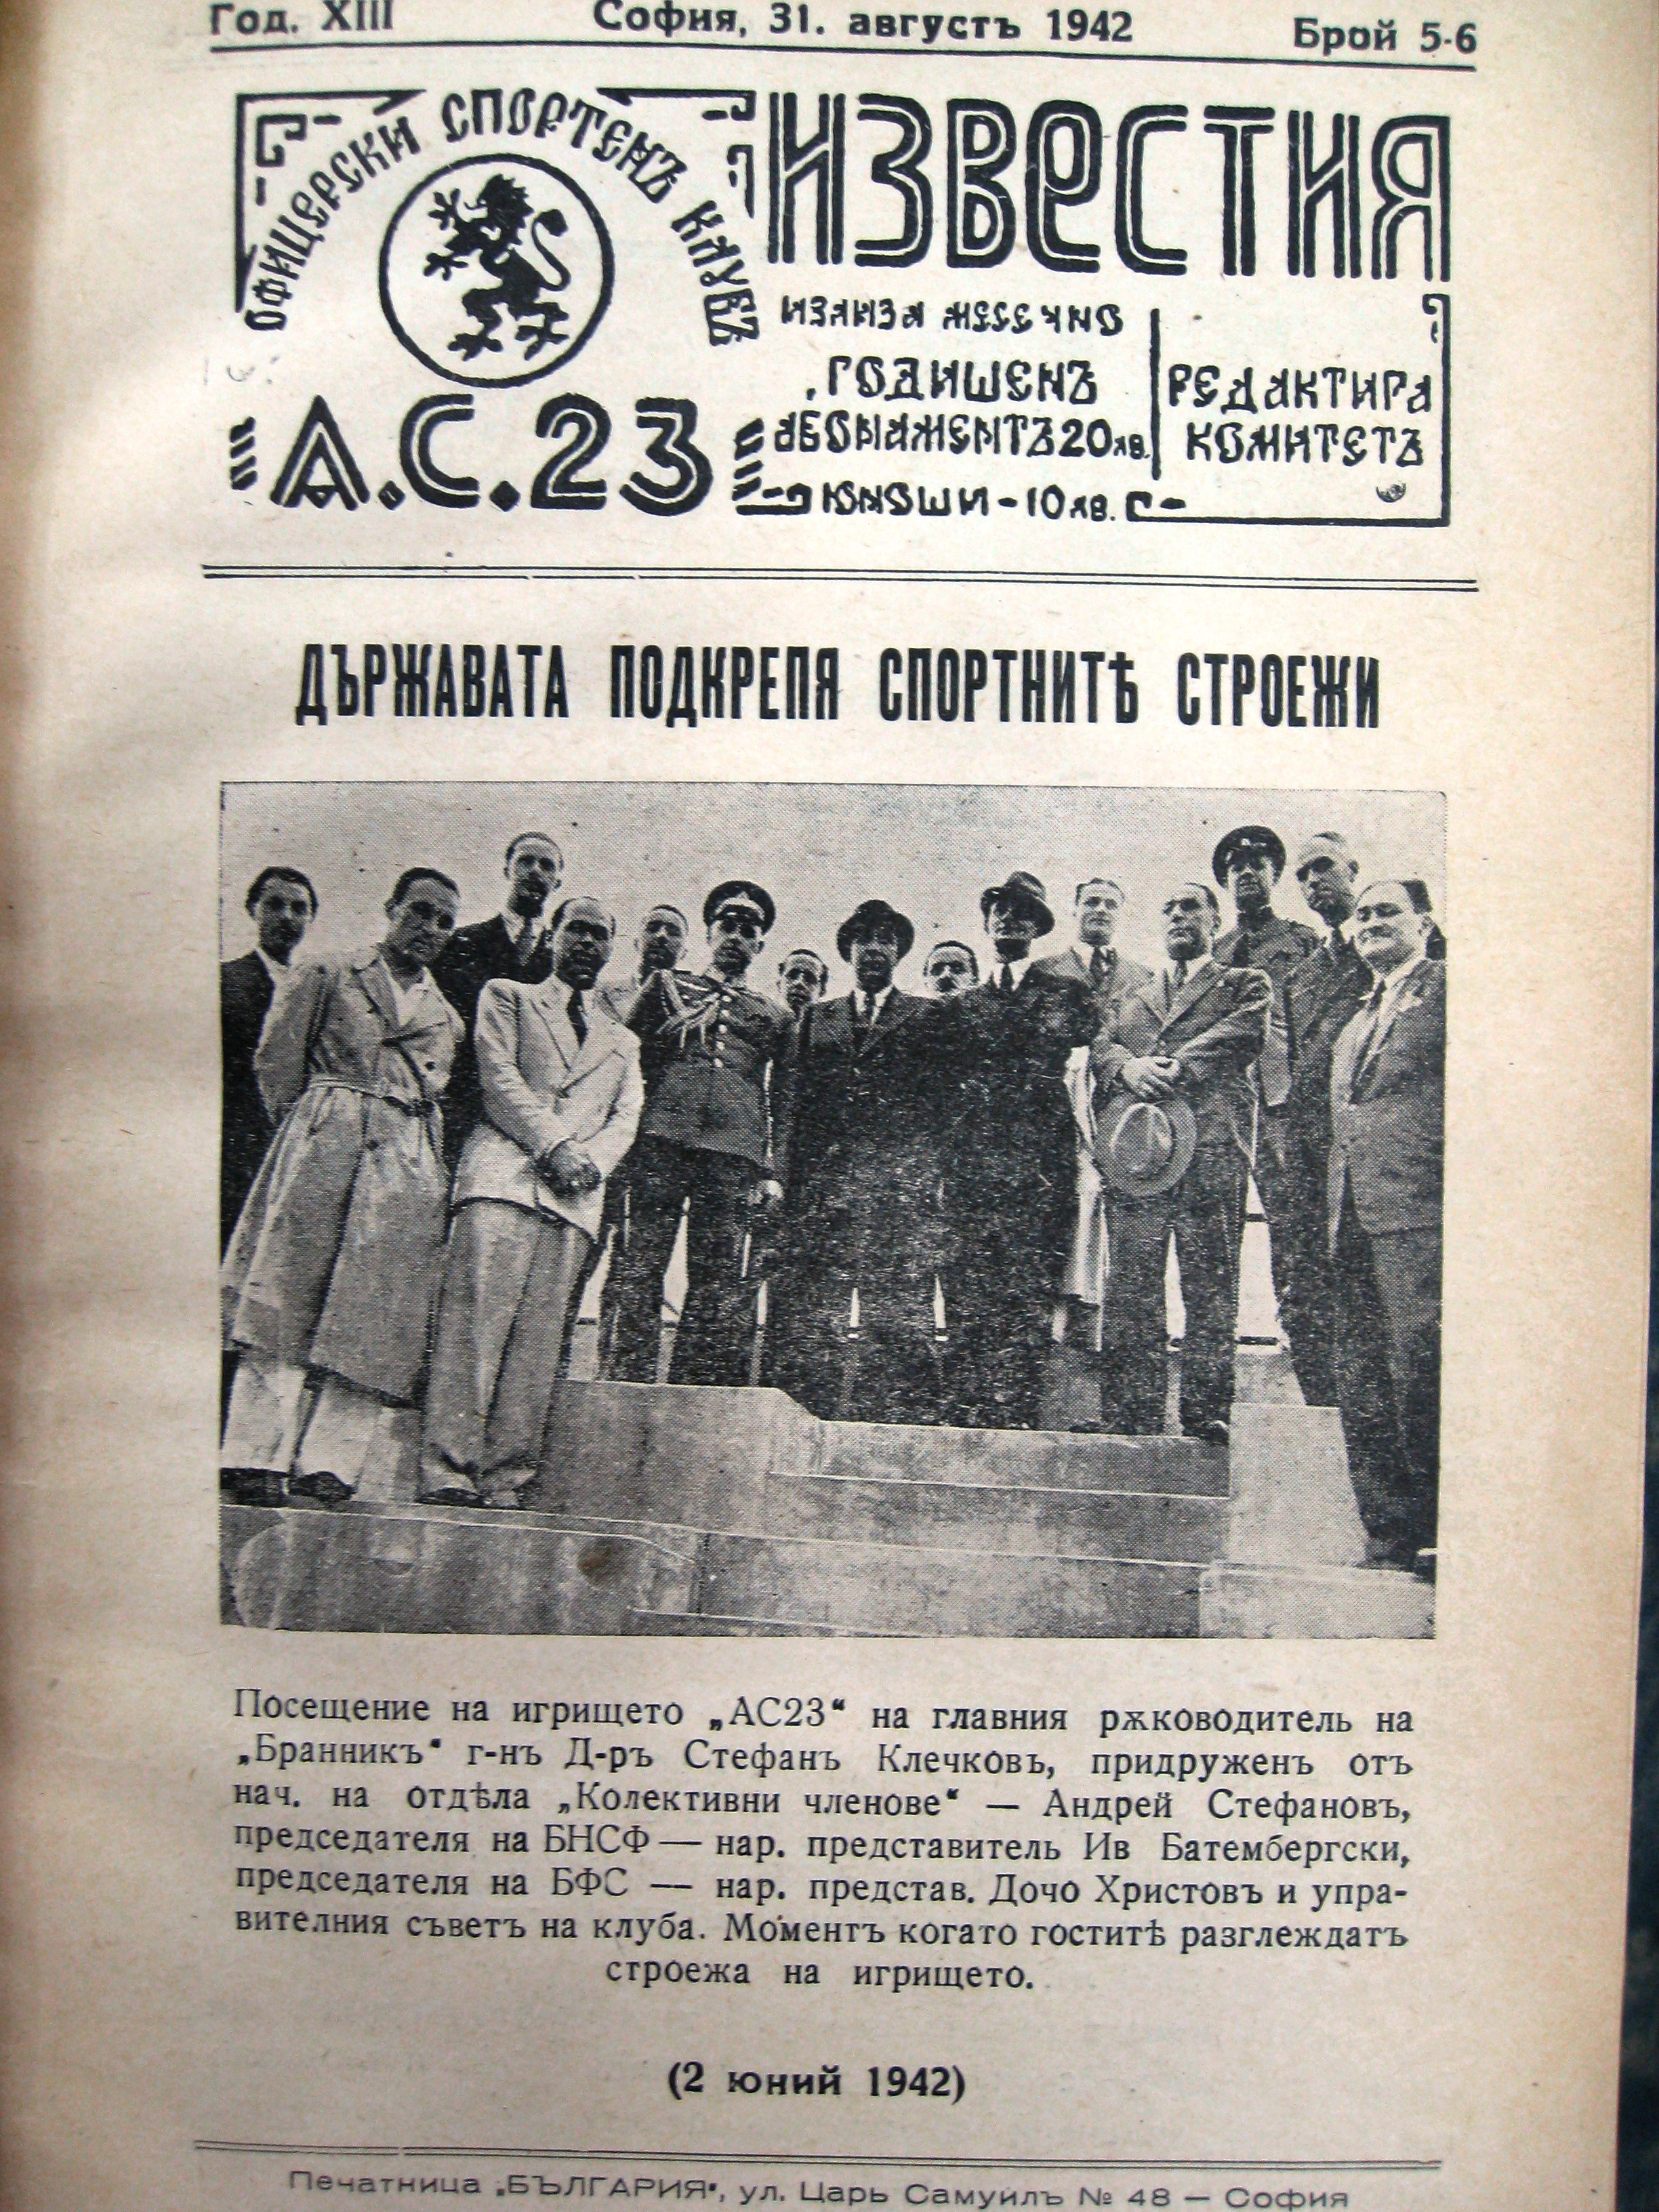 Год. XIII София, 31. августъ 1942 Брой 5-6
ОФИЦЕРСКИ СПОРТЕНЪ КЛУБЪ
А.С.23
ИЗВЕСТИЯ
ИЗЛИЗА МЕСЕЧНО
ГОДИШЕНЪ
АБОНАМЕНТЪ 20 ЛВ.
ЮНОШИ - 10 ЛВ.
РЕДАКТИРА
КОМИТЕТЪ
ДЪРЖАВАТА ПОДКРЕПЯ СПОРТНИТѢ СТРОЕЖИ
Посещение на игрището „АС23“ на главния рѫководитель на
„Бранникъ“ г-нъ Д-ръ Стефанъ Клечковъ, придруженъ отъ
нач. на отдѣла „Колективни членове“ — Андрей Стефановъ,
председателя на БНСФ — нар. представитель Ив Батембергски,
председателя на БФС — нар. представ. Дочо Христовъ и упра-
вителния съветъ на клуба. Моментъ когато гоститѣ разглеждатъ
строежа на игрището.
(2 юний 1942)
Печатница „БЪЛГАРИЯ“, ул. Царь Самуилъ № 48 — София